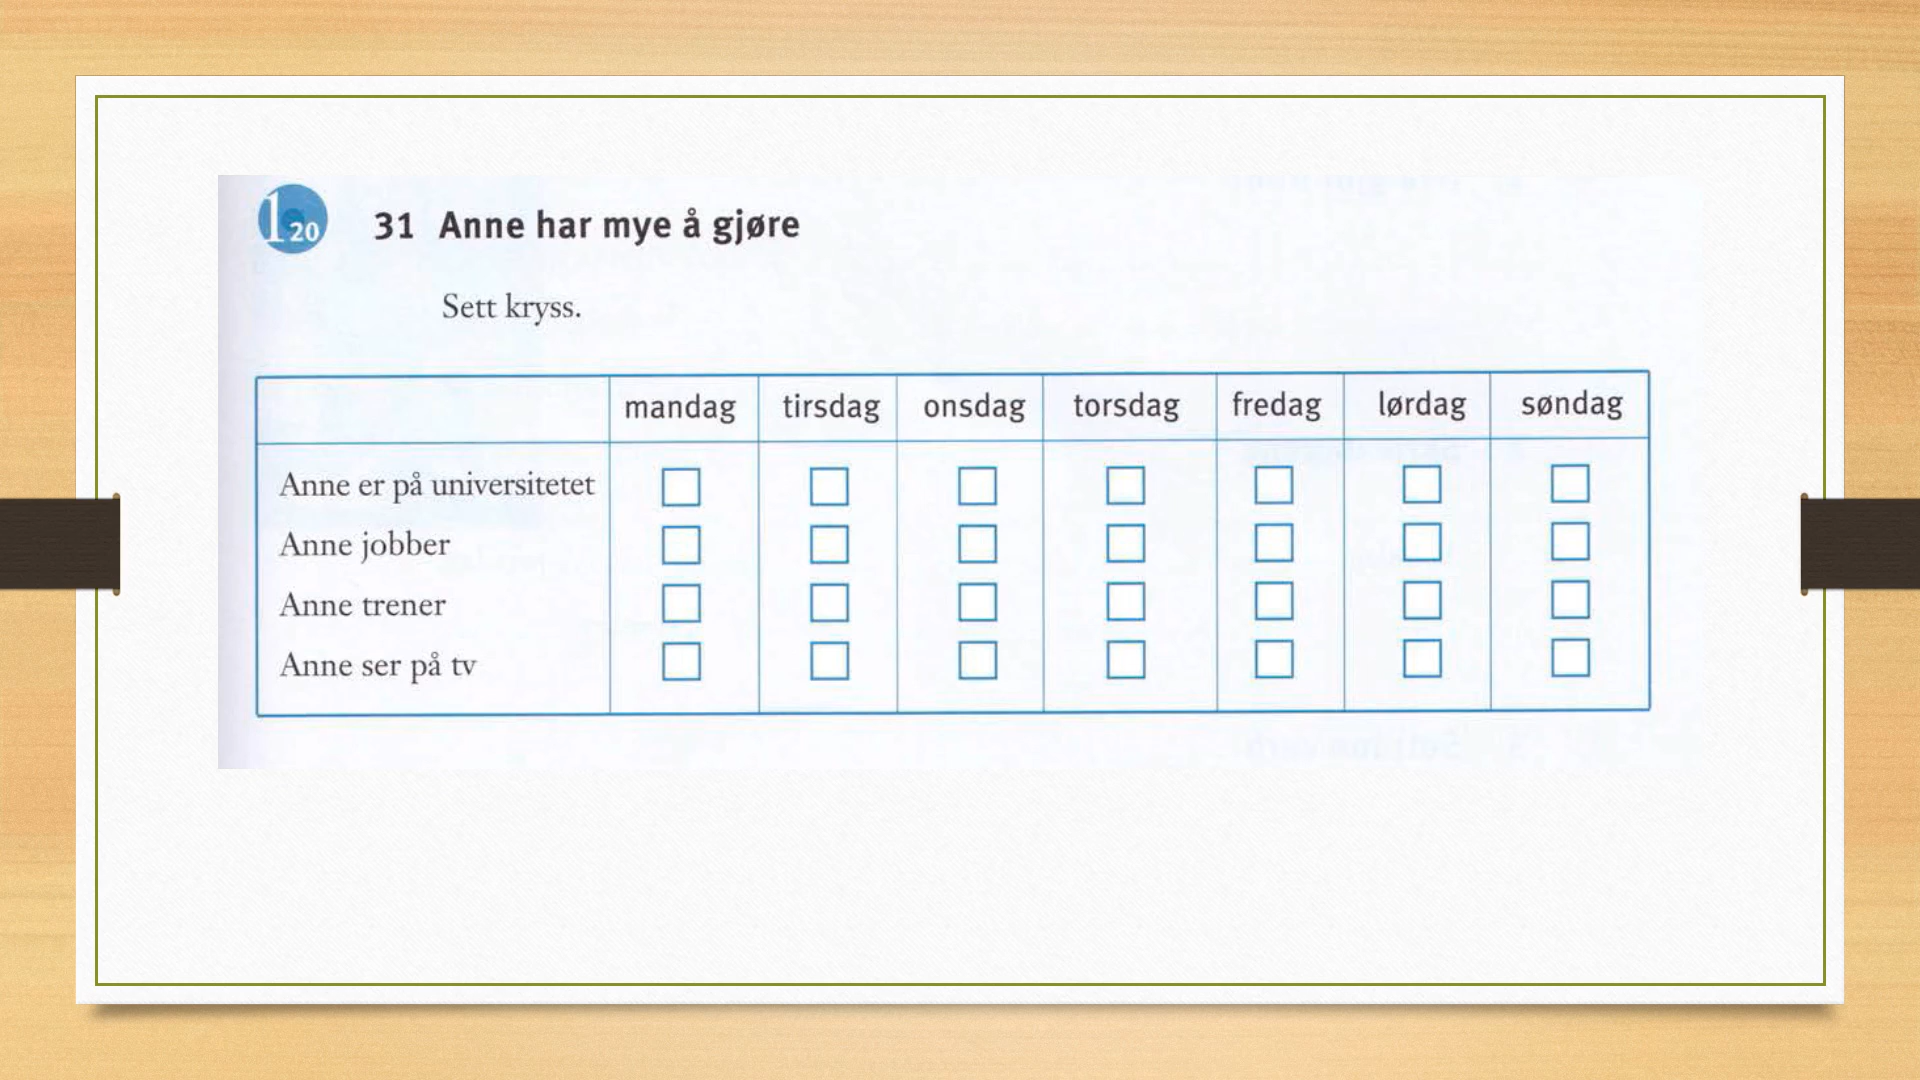 1 20
31 Anne har mye å gjøre
Sett kryss.
mandag tirsdag onsdag torsdag fredag lørdag søndag
Anne er på universitetet
Anne jobber
Anne trener
Anne ser på tv